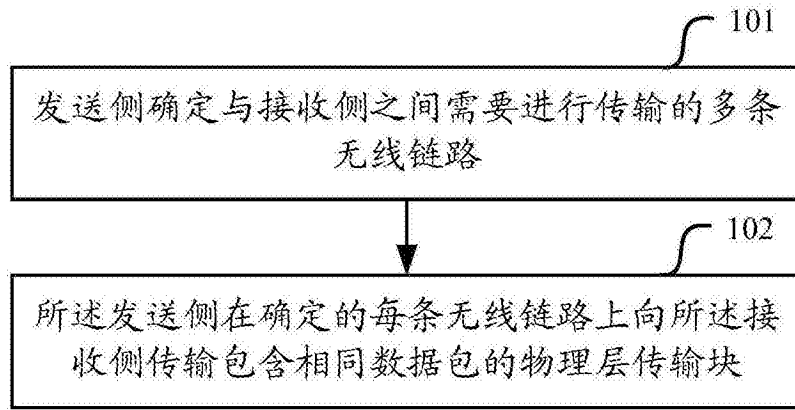 101
发送侧确定与接收侧之间需要进行传输的多条
无线链路
102
所述发送侧在确定的每条无线链路上向所述接
收侧传输包含相同数据包的物理层传输块